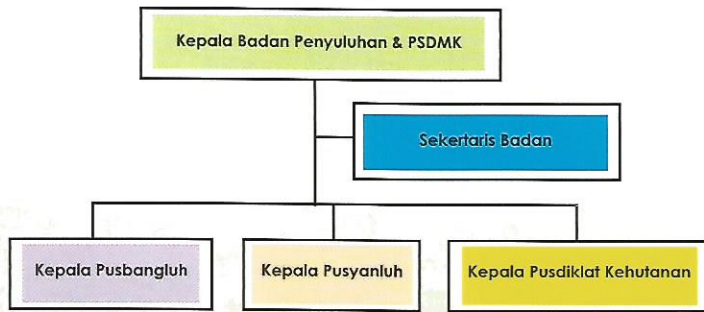 Kepala Badan Penyuluhan & PSDMK
Sekertaris Badan
Kepala Pusbangluh
Kepala Pusyanluh
Kepala Pusdiklat Kehutanan